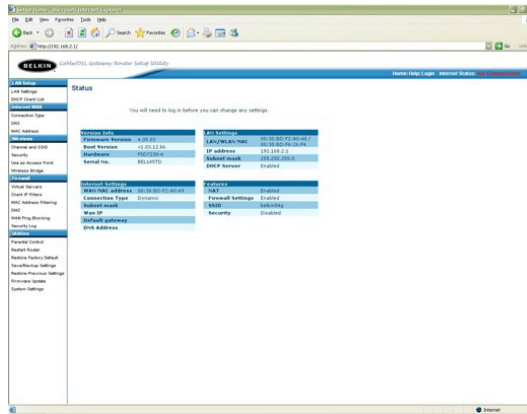 Setup Home - Microsoft Internet Explorer
File Edit View Favorites Tools Help
Back Search Favorites
Address http://192.168.2.1/ Go
BELKIN Cable/DSL Gateway Router Setup Utility
Home|Help|Login Internet Status: No Connection
LAN Setup
LAN Settings
DHCP Client List
Internet WAN
Connection Type
DNS
MAC Address
Wireless
Channel and SSID
Security
Use as Access Point
Wireless Bridge
Firewall
Virtual Servers
Client IP Filters
MAC Address Filtering
DMZ
WAN Ping Blocking
Security Log
Utilities
Parental Control
Restart Router
Restore Factory Default
Save/Backup Settings
Restore Previous Settings
Firmware Update
System Settings
Status
You will need to log in before you can change any settings.
Version Info
Firmware Version
Boot Version v1.03.12.06
Hardware
Serial No.
LAN Settings
LAN/WLAN MAC
IP address 192.168.2.1
Subnet mask 255.255.255.0
DHCP Server Enabled
Internet Settings
WAN MAC address
Connection Type Dynamic
Subnet mask
Wan IP
Default gateway
DNS Address
Features
NAT Enabled
Firewall Settings Enabled
SSID belkin54g
Security Disabled
Internet